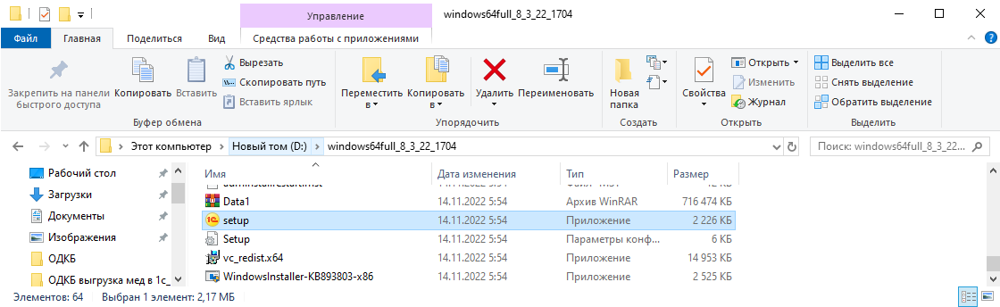 Управление
windows64full_8_3_22_1704
Файл Главная Поделиться Вид Средства работы с приложениями
Закрепить на панели быстрого доступа
Копировать
Вставить
Вырезать
Скопировать путь
Вставить ярлык
Буфер обмена
Переместить в
Копировать в
Удалить
Переименовать
Упорядочить
Новая папка
Создать
Свойства
Открыть
Изменить
Журнал
Открыть
Выделить все
Снять выделение
Обратить выделение
Выделить
Этот компьютер Новый том (D:) windows64full_8_3_22_1704
Поиск: windows64full_8_3_22...
Рабочий стол
Загрузки
Документы
Изображения
ОДКБ
ОДКБ выгрузка мед в 1с_
Имя Дата изменения Тип Размер
Data1 14.11.2022 5:54 Архив WinRAR 716 474 КБ
setup 14.11.2022 5:54 Приложение 2 226 КБ
Setup 14.11.2022 5:54 Параметры конф... 6 КБ
vc_redist.x64 14.11.2022 5:54 Приложение 14 953 КБ
WindowsInstaller-KB893803-x86 14.11.2022 5:54 Приложение 2 525 КБ
Элементов: 64 Выбран 1 элемент: 2,17 МБ